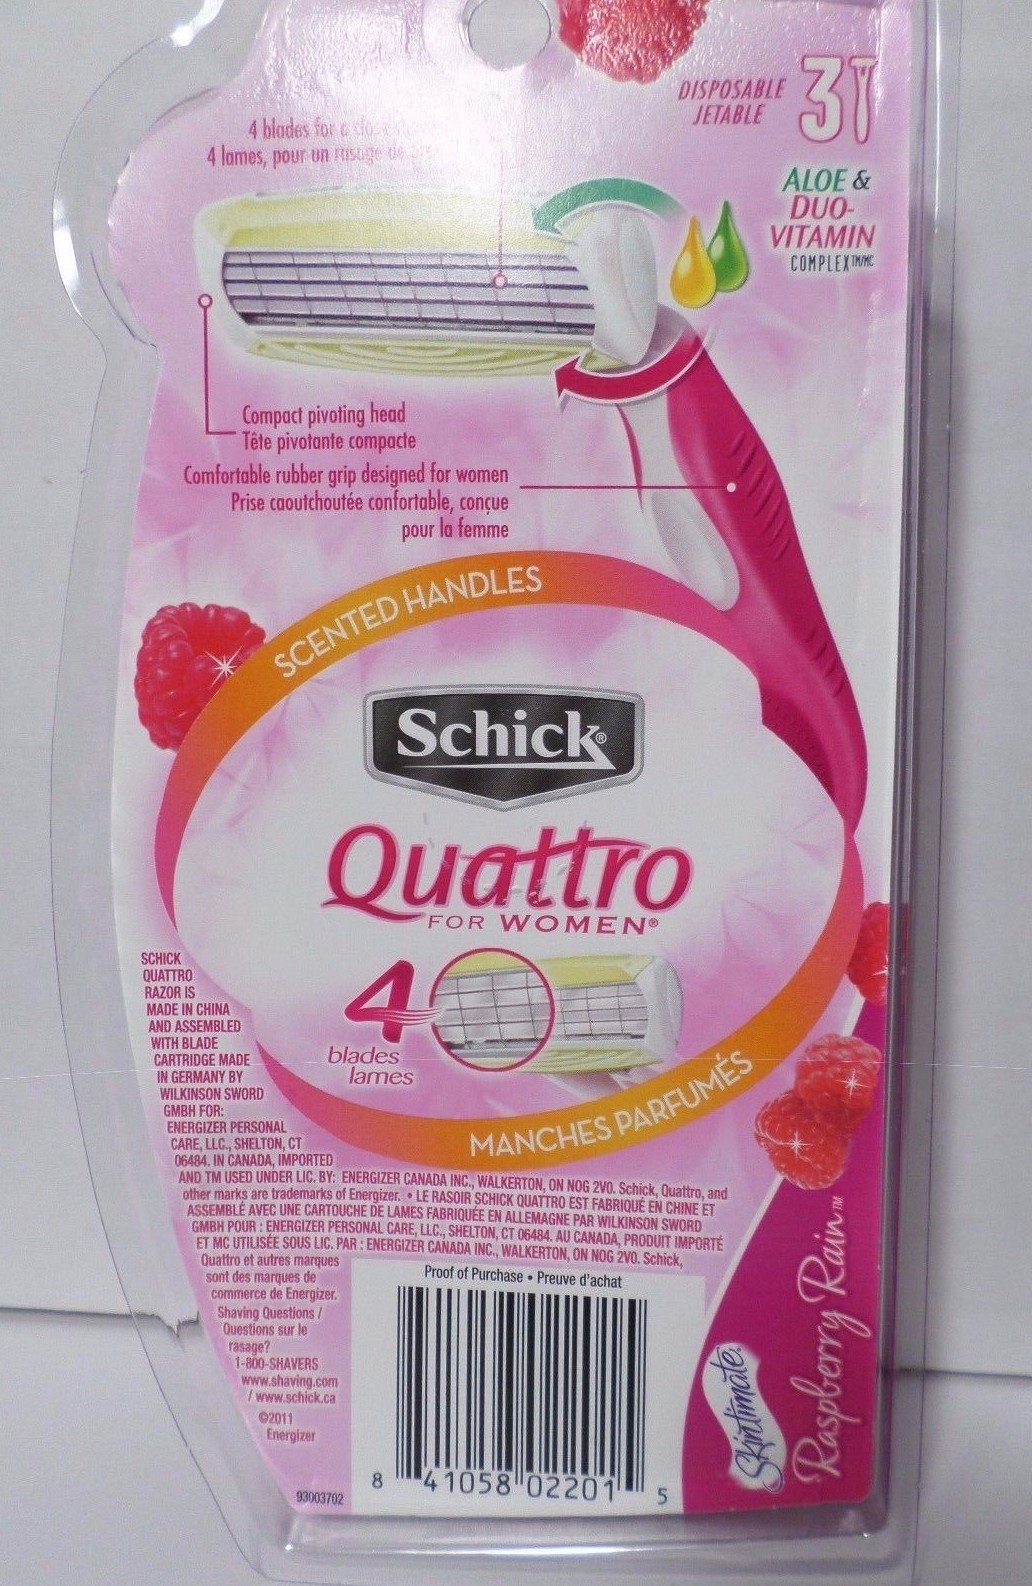 DISPOSABLE
JETABLE
3
4 blades for a
4 lames, pour un rasage de
ALOE &
DUO-
VITAMIN
COMPLEX™/MC
Compact pivoting head
Tête pivotante compacte
Comfortable rubber grip designed for women
Prise caoutchoutée confortable, conçue
pour la femme
SCENTED HANDLES
Schick®
Quattro
FOR WOMEN®
4
blades
lames
MANCHES PARFUMÉS
SCHICK
QUATTRO
RAZOR IS
MADE IN CHINA
AND ASSEMBLED
WITH BLADE
CARTRIDGE MADE
IN GERMANY BY
WILKINSON SWORD
GMBH FOR:
ENERGIZER PERSONAL
CARE, LLC., SHELTON, CT
06484. IN CANADA, IMPORTED
AND TM USED UNDER LIC. BY: ENERGIZER CANADA INC., WALKERTON, ON NOG 2V0. Schick, Quattro, and
other marks are trademarks of Energizer. • LE RASOIR SCHICK QUATTRO EST FABRIQUÉ EN CHINE ET
ASSEMBLÉ AVEC UNE CARTOUCHE DE LAMES FABRIQUÉE EN ALLEMAGNE PAR WILKINSON SWORD
GMBH POUR : ENERGIZER PERSONAL CARE, LLC., SHELTON, CT 06484. AU CANADA, PRODUIT IMPORTÉ
ET MC UTILISÉE SOUS LIC. PAR : ENERGIZER CANADA INC., WALKERTON, ON NOG 2V0. Schick,
Quattro et autres marques
sont des marques de
commerce de Energizer.
Shaving Questions /
Questions sur le
rasage?
1-800-SHAVERS
www.shaving.com
/ www.schick.ca
©2011
Energizer
93003702
Proof of Purchase • Preuve d'achat
8 41058 02201 5
Skintimate®
Raspberry Rain™